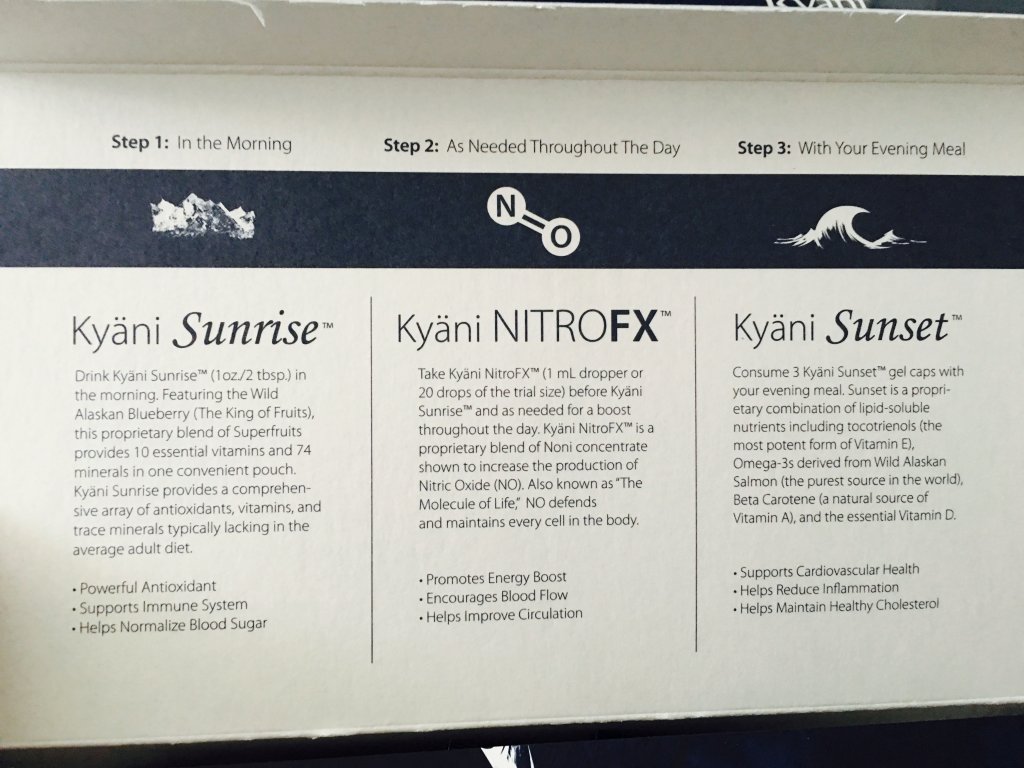 Kyäni
Step 1: In the Morning
Step 2: As Needed Throughout The Day
Step 3: With Your Evening Meal
N
O
Kyäni Sunrise™
Drink Kyäni Sunrise™ (1oz./2 tbsp.) in
the morning. Featuring the Wild
Alaskan Blueberry (The King of Fruits),
this proprietary blend of Superfruits
provides 10 essential vitamins and 74
minerals in one convenient pouch.
Kyäni Sunrise provides a comprehen-
sive array of antioxidants, vitamins, and
trace minerals typically lacking in the
average adult diet.
• Powerful Antioxidant
• Supports Immune System
• Helps Normalize Blood Sugar
Kyäni NITROFX™
Take Kyäni NitroFX™ (1 mL dropper or
20 drops of the trial size) before Kyäni
Sunrise™ and as needed for a boost
throughout the day. Kyäni NitroFX™ is a
proprietary blend of Noni concentrate
shown to increase the production of
Nitric Oxide (NO). Also known as "The
Molecule of Life," NO defends
and maintains every cell in the body.
• Promotes Energy Boost
• Encourages Blood Flow
• Helps Improve Circulation
Kyäni Sunset™
Consume 3 Kyäni Sunset™ gel caps with
your evening meal. Sunset is a propri-
etary combination of lipid-soluble
nutrients including tocotrienols (the
most potent form of Vitamin E),
Omega-3s derived from Wild Alaskan
Salmon (the purest source in the world),
Beta Carotene (a natural source of
Vitamin A), and the essential Vitamin D.
• Supports Cardiovascular Health
• Helps Reduce Inflammation
• Helps Maintain Healthy Cholesterol